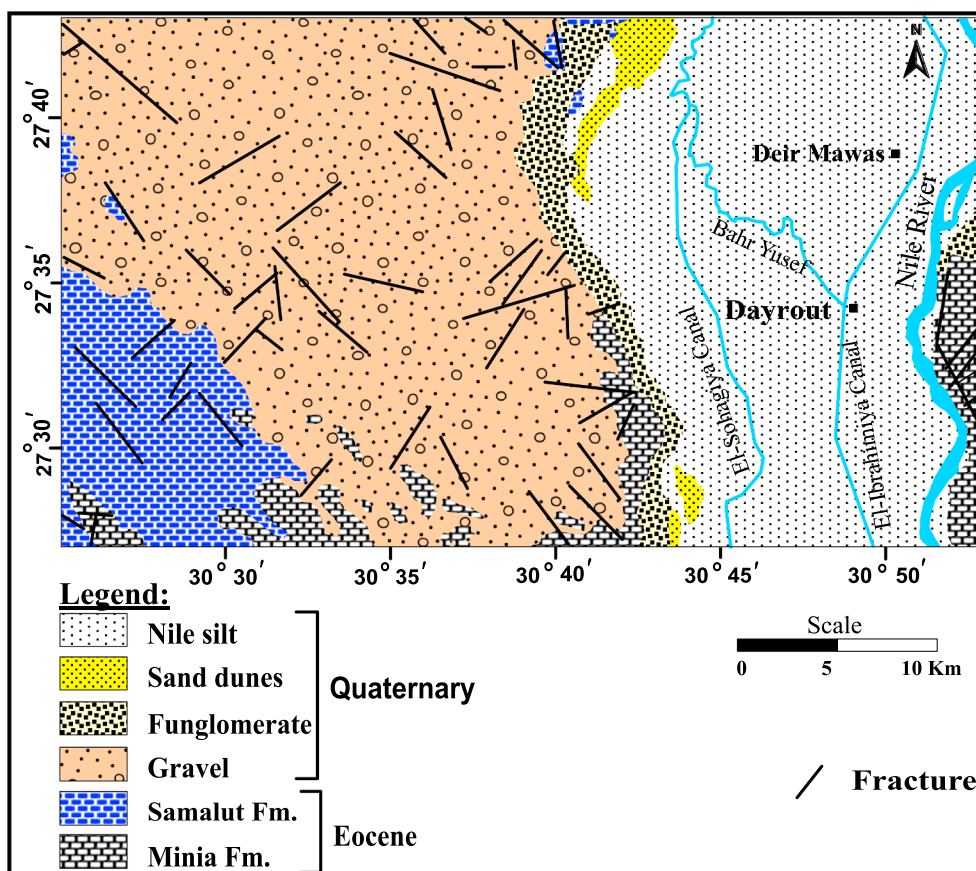 N
27° 40′
27° 35′
27° 30′
Deir Mawas
Nile River
Bahr Yusef
Dayrout
El-Sohagiya Canal
El-Ibrahimiya Canal
30° 30′
30° 35′
30° 40′
30° 45′
30° 50′
Legend:
Nile silt
Sand dunes
Funglomerate
Gravel
Quaternary
Samalut Fm.
Minia Fm.
Eocene
Scale
0 5 10 Km
Fracture